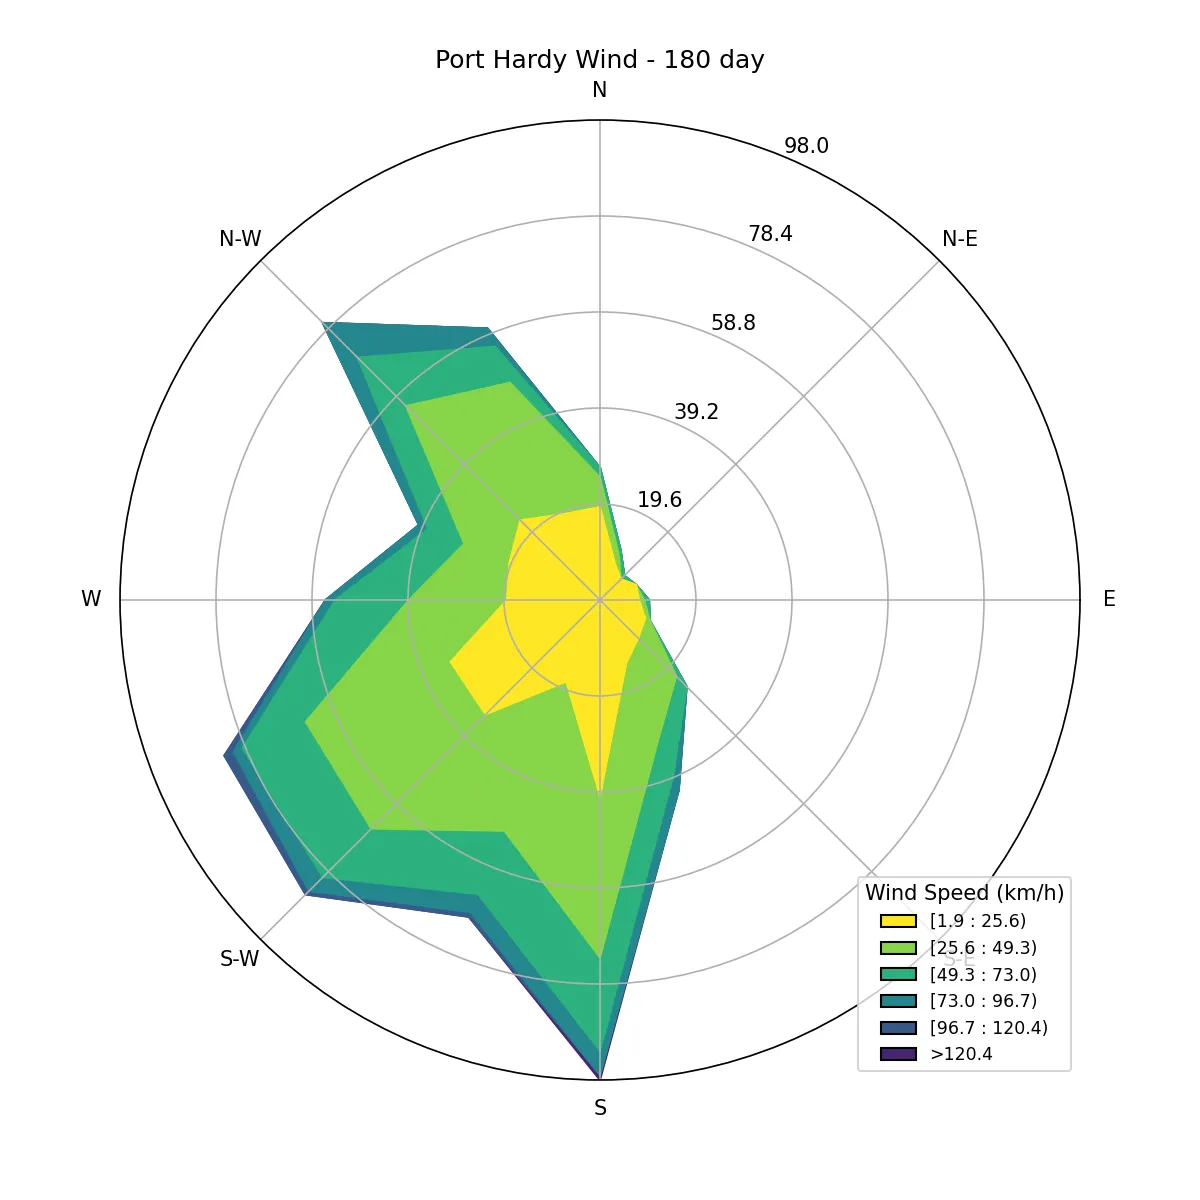 Port Hardy Wind - 180 day
N
98.0
N-W
N-E
78.4
58.8
39.2
19.6
W
E
S-W
S-E
S
Wind Speed (km/h)
[1.9 : 25.6)
[25.6 : 49.3)
[49.3 : 73.0)
[73.0 : 96.7)
[96.7 : 120.4)
>120.4